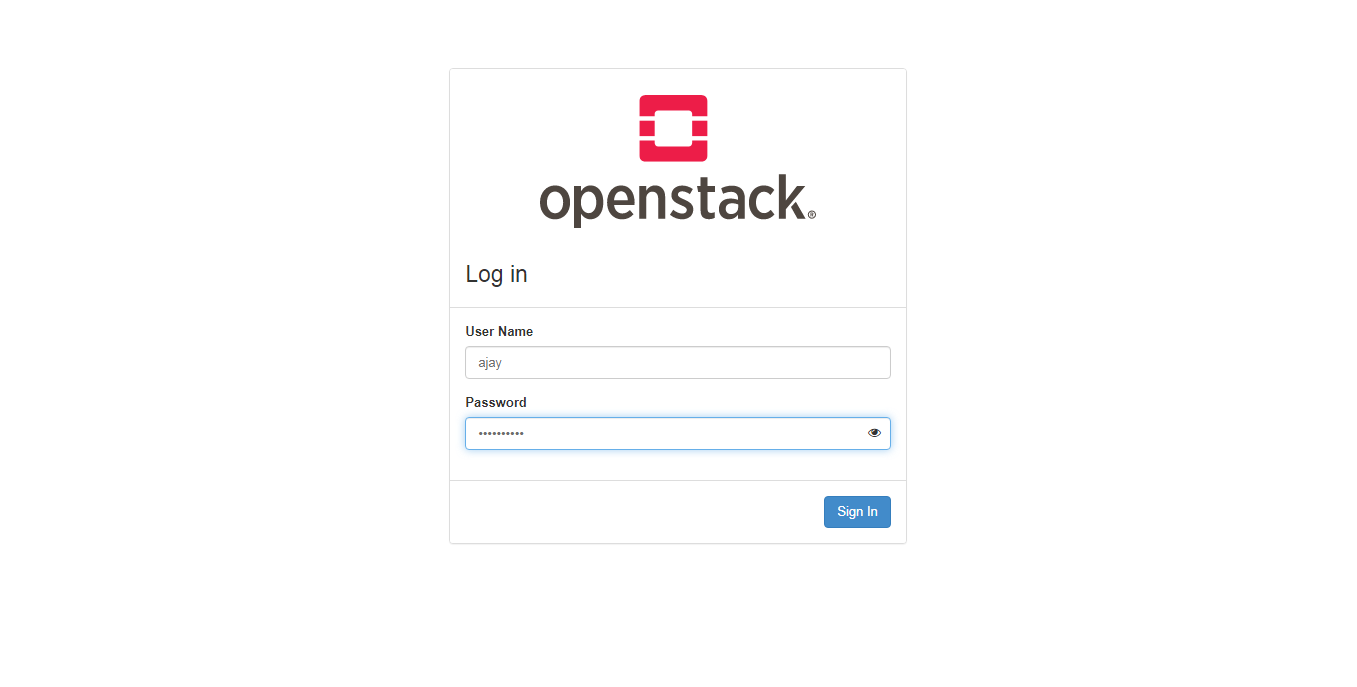 openstack®
Log in
User Name
ajay
Password
••••••••••
Sign In